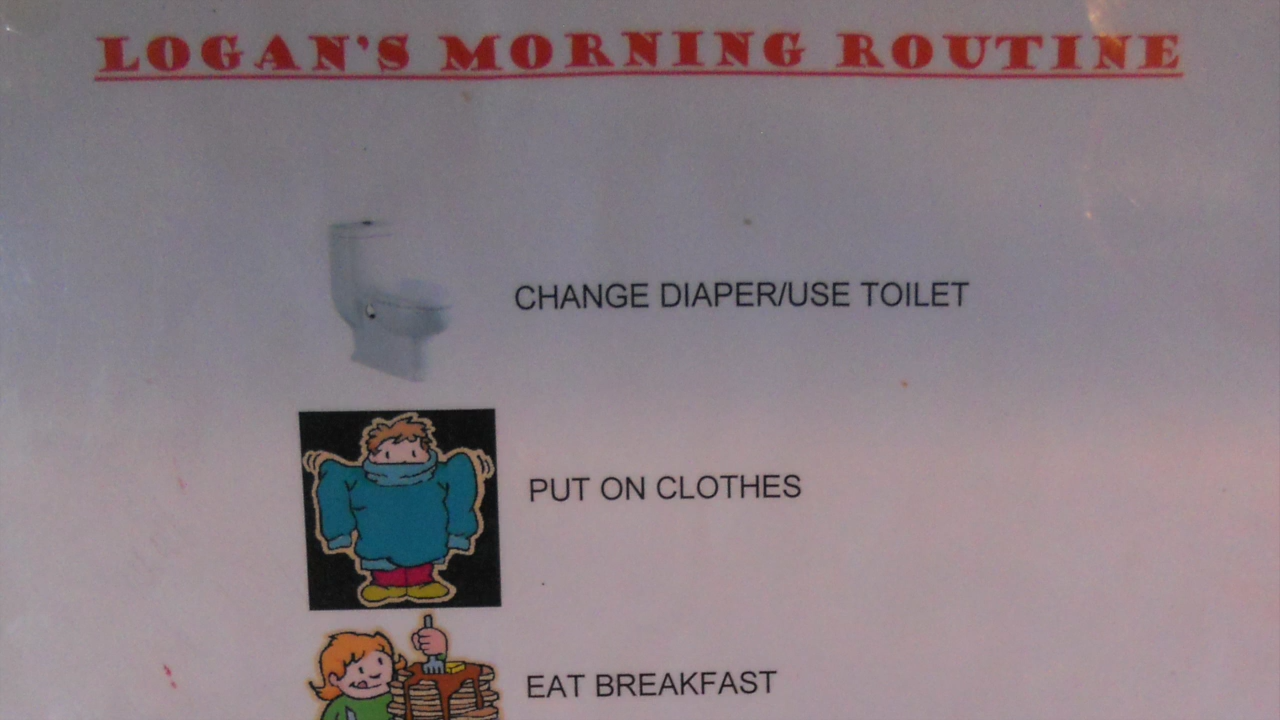 LOGAN'S MORNING ROUTINE
CHANGE DIAPER/USE TOILET
PUT ON CLOTHES
EAT BREAKFAST